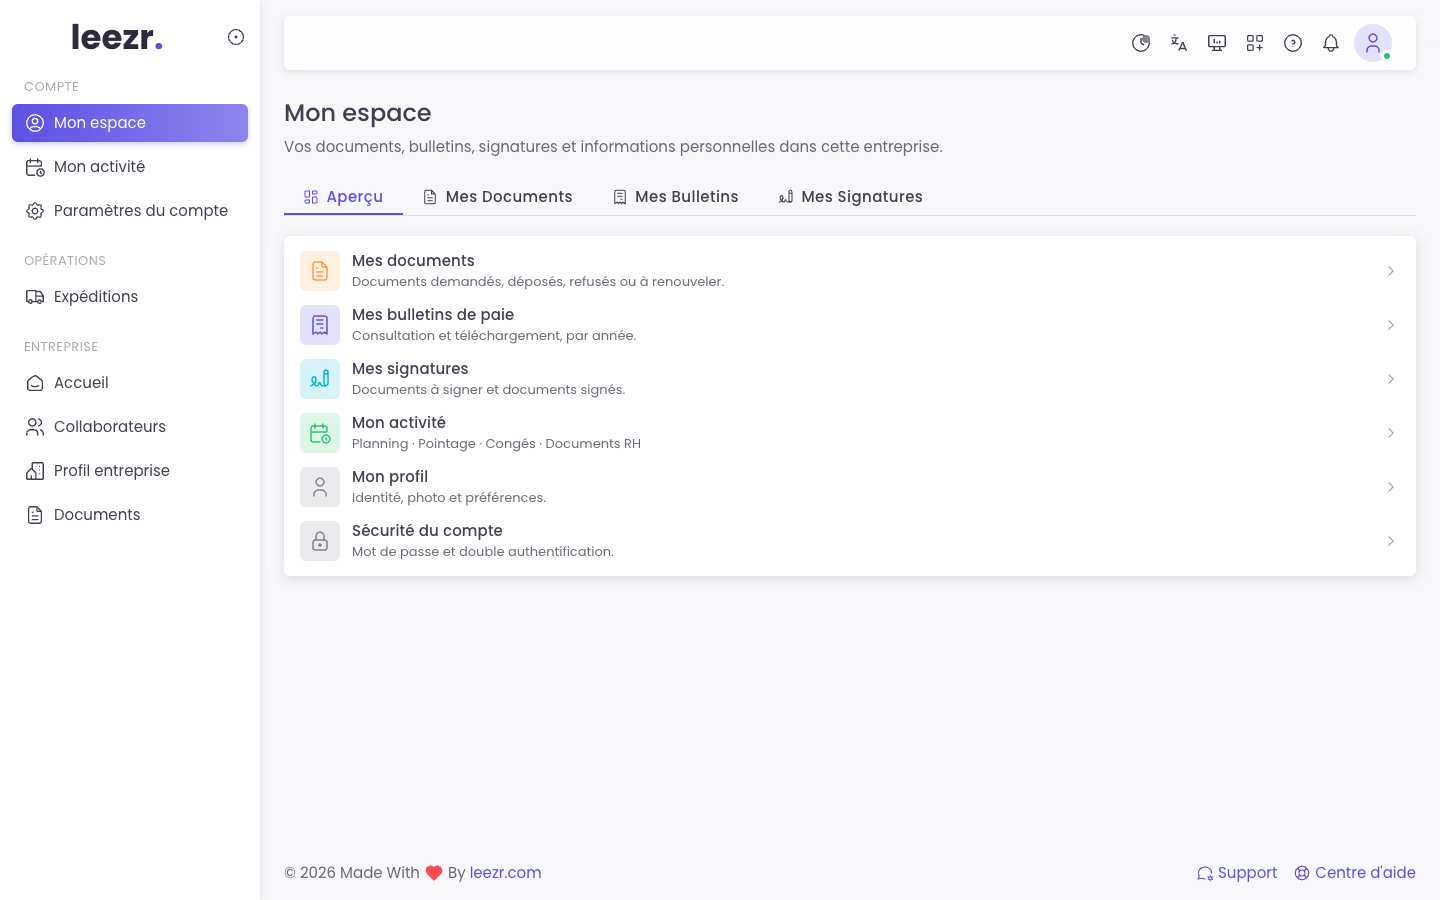 leezr.
COMPTE
Mon espace
Mon activité
Paramètres du compte
OPÉRATIONS
Expéditions
ENTREPRISE
Accueil
Collaborateurs
Profil entreprise
Documents
Mon espace
Vos documents, bulletins, signatures et informations personnelles dans cette entreprise.
Aperçu Mes Documents Mes Bulletins Mes Signatures
Mes documents
Documents demandés, déposés, refusés ou à renouveler.
Mes bulletins de paie
Consultation et téléchargement, par année.
Mes signatures
Documents à signer et documents signés.
Mon activité
Planning · Pointage · Congés · Documents RH
Mon profil
Identité, photo et préférences.
Sécurité du compte
Mot de passe et double authentification.
© 2026 Made With ❤ By leezr.com
Support Centre d'aide